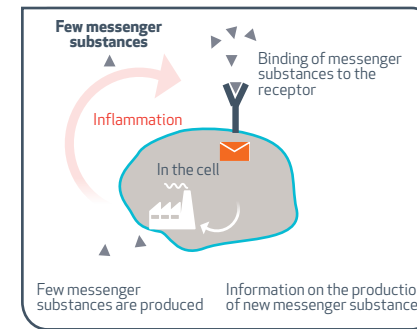 Few messenger
substances
Binding of messenger
substances to the
receptor
Inflammation
In the cell
Few messenger
substances are produced
Information on the productio
of new messenger substance